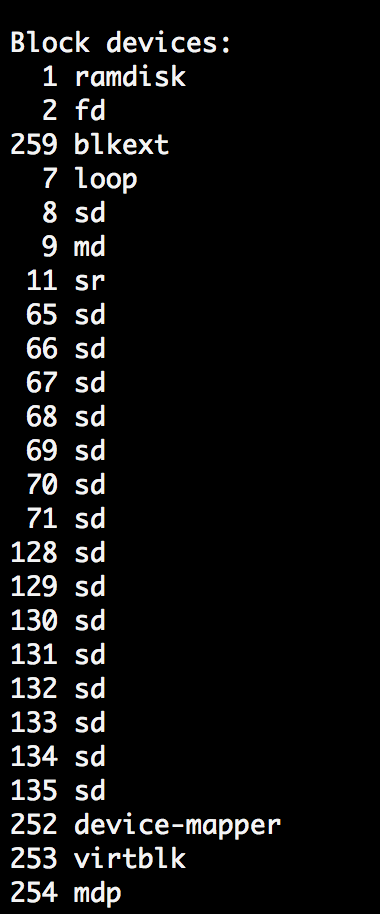 Block devices:
  1 ramdisk
  2 fd
259 blkext
  7 loop
  8 sd
  9 md
 11 sr
 65 sd
 66 sd
 67 sd
 68 sd
 69 sd
 70 sd
 71 sd
128 sd
129 sd
130 sd
131 sd
132 sd
133 sd
134 sd
135 sd
252 device-mapper
253 virtblk
254 mdp